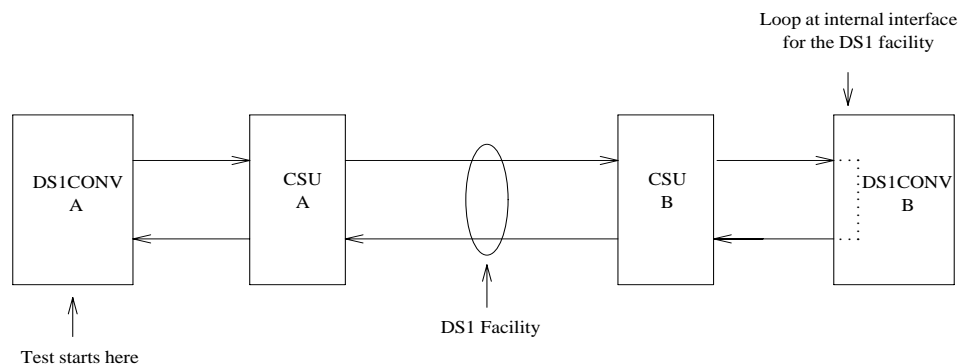 Loop at internal interface
for the DS1 facility
DS1CONV
A
CSU
A
CSU
B
DS1CONV
B
DS1 Facility
Test starts here